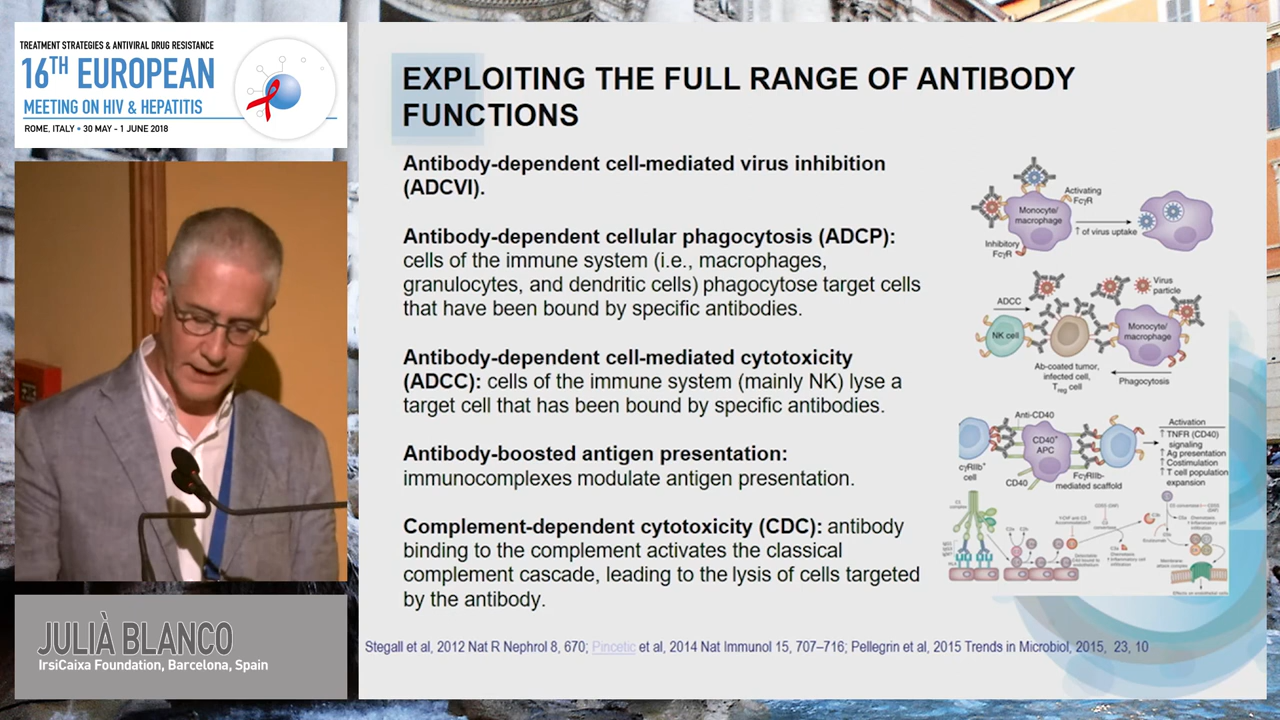 TREATMENT STRATEGIES & ANTIVIRAL DRUG RESISTANCE
16TH EUROPEAN
MEETING ON HIV & HEPATITIS
ROME, ITALY • 30 MAY - 1 JUNE 2018
EXPLOITING THE FULL RANGE OF ANTIBODY
FUNCTIONS
Antibody-dependent cell-mediated virus inhibition
(ADCVI).
Antibody-dependent cellular phagocytosis (ADCP):
cells of the immune system (i.e., macrophages,
granulocytes, and dendritic cells) phagocytose target cells
that have been bound by specific antibodies.
Antibody-dependent cell-mediated cytotoxicity
(ADCC): cells of the immune system (mainly NK) lyse a
target cell that has been bound by specific antibodies.
Antibody-boosted antigen presentation:
immunocomplexes modulate antigen presentation.
Complement-dependent cytotoxicity (CDC): antibody
binding to the complement activates the classical
complement cascade, leading to the lysis of cells targeted
by the antibody.
Monocyte/
macrophage
Activating
FcγR
↑ of virus uptake
Inhibitory
FcγR
ADCC
Virus
particle
NK cell
Monocyte/
macrophage
Ab-coated tumor,
infected cell,
Treg cell
Phagocytosis
Anti-CD40
CD40+
APC
cγRIIb+
cell
CD40
FcγRIIb-
mediated scaffold
Activation
↑ TNFR (CD40)
signaling
↑ Ag presentation
↑ Costimulation
↑ T cell population
expansion
Stegall et al, 2012 Nat R Nephrol 8, 670; Pincetic et al, 2014 Nat Immunol 15, 707–716; Pellegrin et al, 2015 Trends in Microbiol, 2015, 23, 10
JULIÀ BLANCO
IrsiCaixa Foundation, Barcelona, Spain